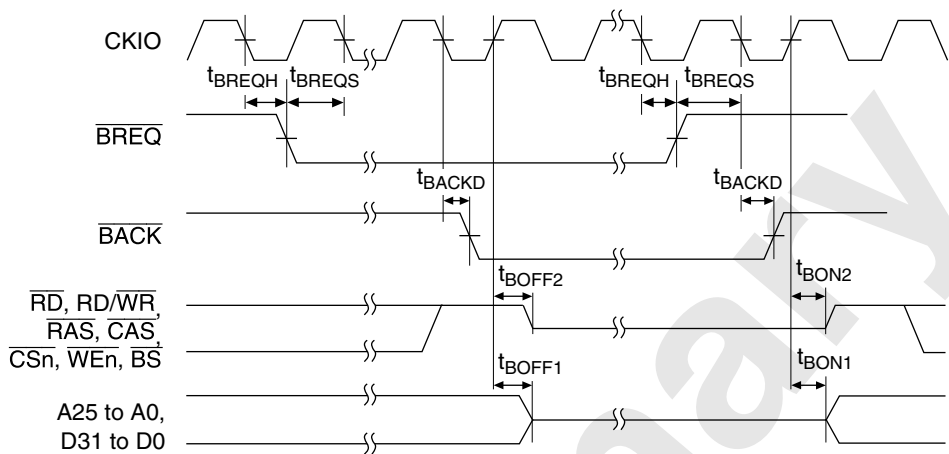 CKIO
tBREQH tBREQS tBREQH tBREQS
BREQ
tBACKD tBACKD
BACK
tBOFF2 tBON2
RD, RD/WR,
RAS, CAS,
CSn, WEn, BS
tBOFF1 tBON1
A25 to A0,
D31 to D0